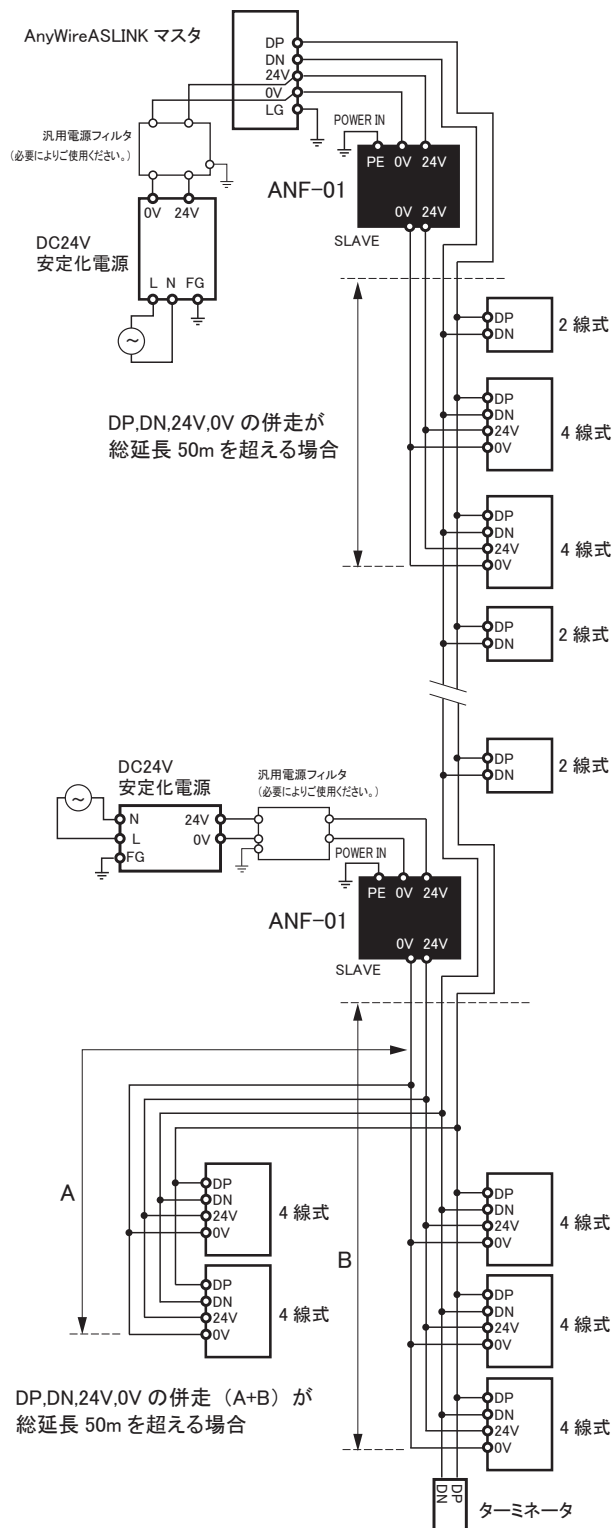 AnyWireASLINK マスタ
DP
DN
24V
0V
LG
汎用電源フィルタ
(必要によりご使用ください。)
POWER IN
PE 0V 24V
ANF-01
0V 24V
SLAVE
0V 24V
DC24V
安定化電源
L N FG
DP
DN
2 線式
DP
DN
24V
0V
4 線式
DP,DN,24V,0V の併走が
総延長 50m を超える場合
DP
DN
24V
0V
4 線式
DP
DN
2 線式
DP
DN
2 線式
DC24V
安定化電源
汎用電源フィルタ
(必要によりご使用ください。)
N
L
FG
24V
0V
POWER IN
PE 0V 24V
ANF-01
0V 24V
SLAVE
A
B
DP
DN
24V
0V
4 線式
DP
DN
24V
0V
4 線式
DP
DN
24V
0V
4 線式
DP
DN
24V
0V
4 線式
DP
DN
24V
0V
4 線式
DP,DN,24V,0V の併走（A+B）が
総延長 50m を超える場合
DN
DP
ターミネータ